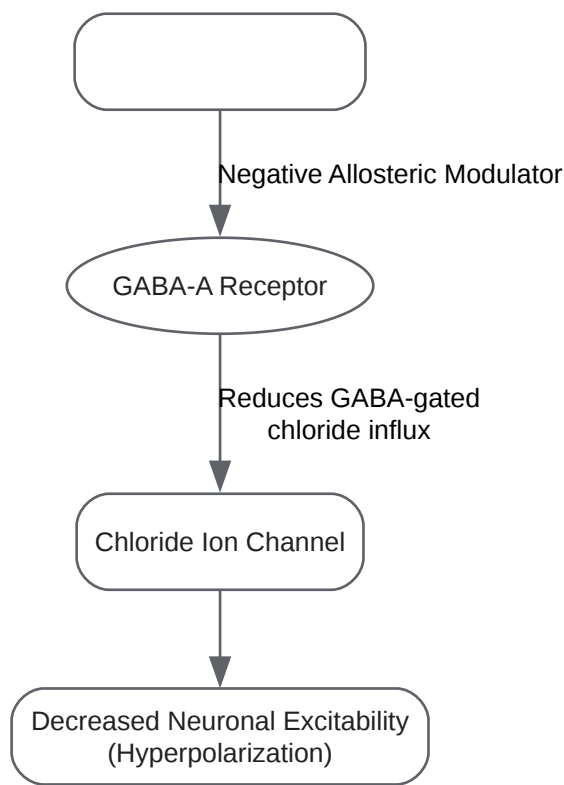 Negative Allosteric Modulator
GABA-A Receptor
Reduces GABA-gated
chloride influx
Chloride Ion Channel
Decreased Neuronal Excitability
(Hyperpolarization)